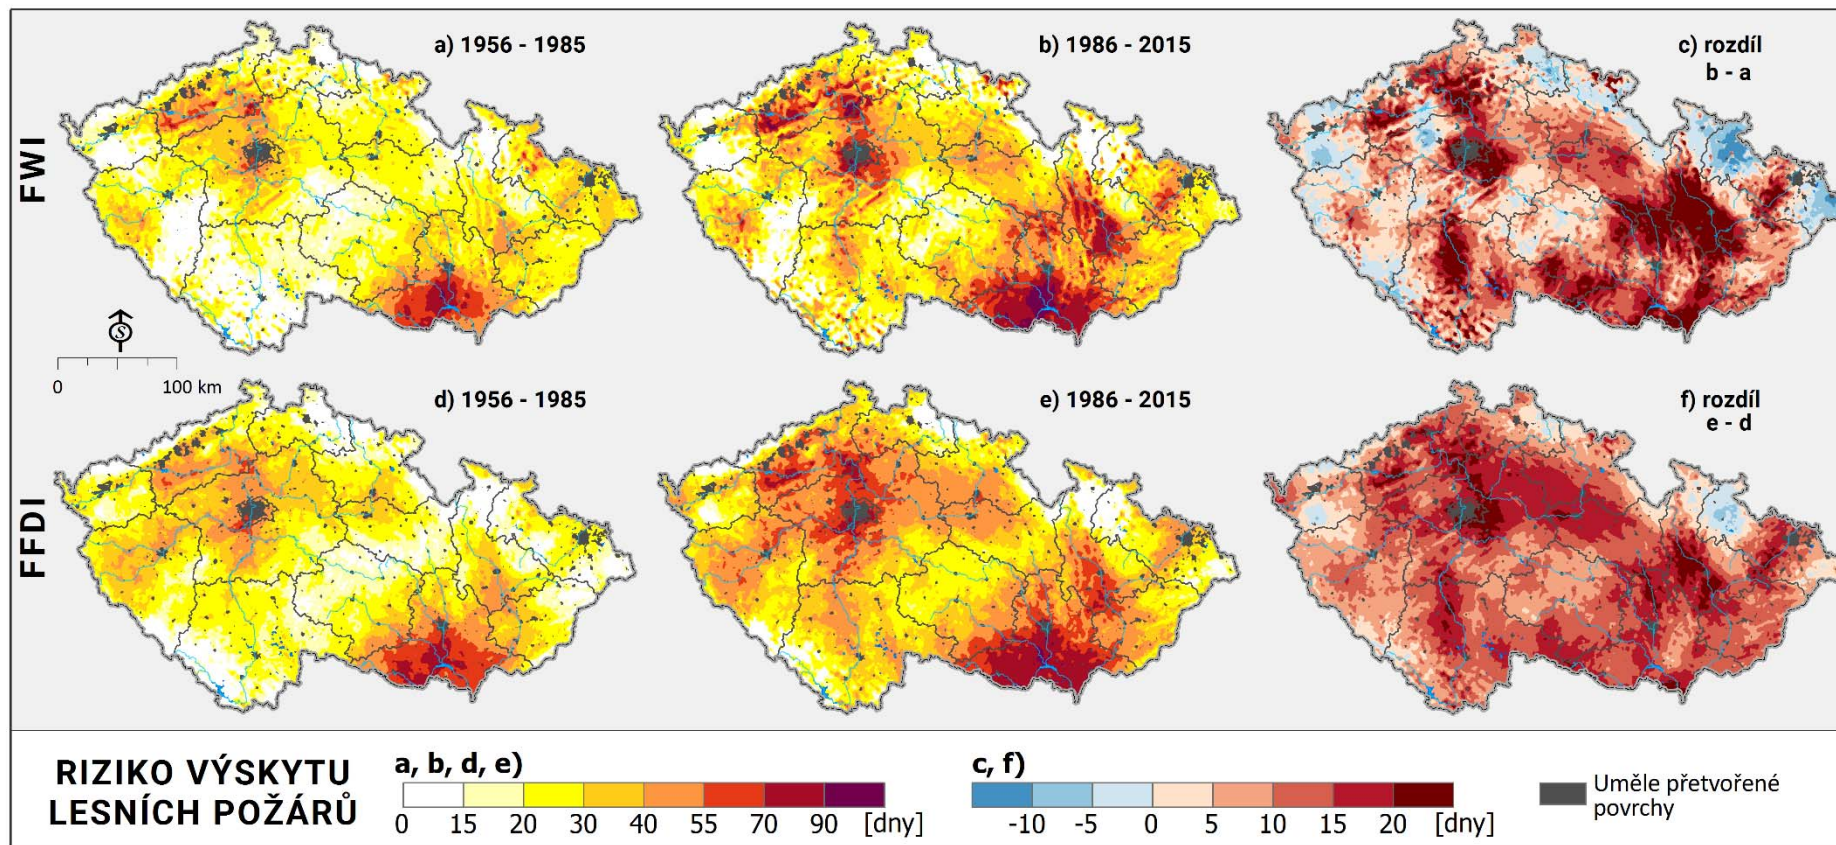 FWI
a) 1956 - 1985
b) 1986 - 2015
c) rozdíl
b - a
S
0 100 km
FFDI
d) 1956 - 1985
e) 1986 - 2015
f) rozdíl
e - d
RIZIKO VÝSKYTU
LESNÍCH POŽÁRŮ
a, b, d, e)
0 15 20 30 40 55 70 90 [dny]
c, f)
-10 -5 0 5 10 15 20 [dny]
Uměle přetvořené
povrchy